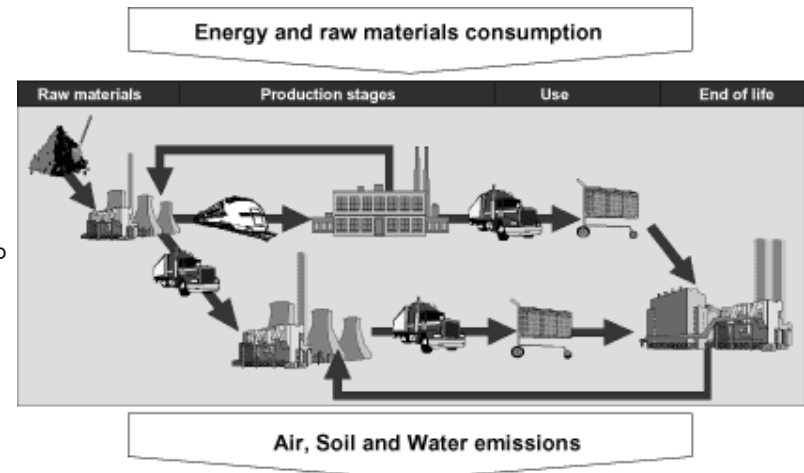 Energy and raw materials consumption
Raw materials Production stages Use End of life
Air, Soil and Water emissions